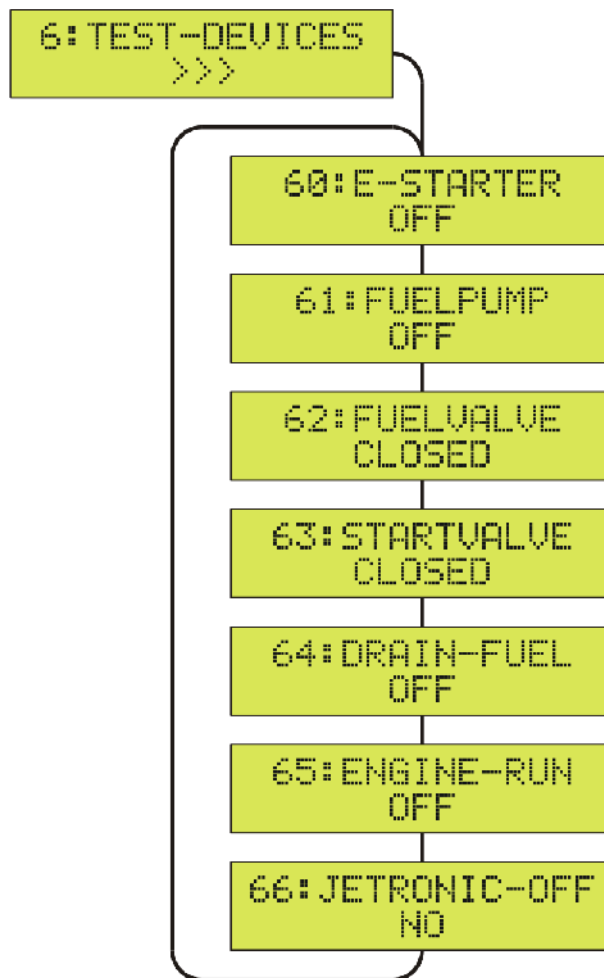 6:TEST-DEVICES
>>>
60:E-STARTER
OFF
61:FUELPUMP
OFF
62:FUELVALVE
CLOSED
63:STARTVALVE
CLOSED
64:DRAIN-FUEL
OFF
65:ENGINE-RUN
OFF
66:JETRONIC-OFF
NO